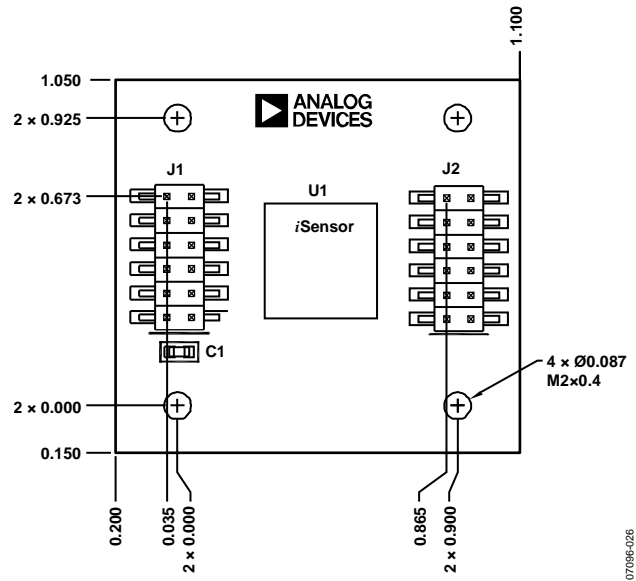 1.100
1.050
2 × 0.925
ANALOG
DEVICES
J1
J2
2 × 0.673
U1
iSensor
C1
4 × Ø0.087
M2×0.4
2 × 0.000
0.150
0.200
0.035
2 × 0.000
0.865
2 × 0.900
07096-026